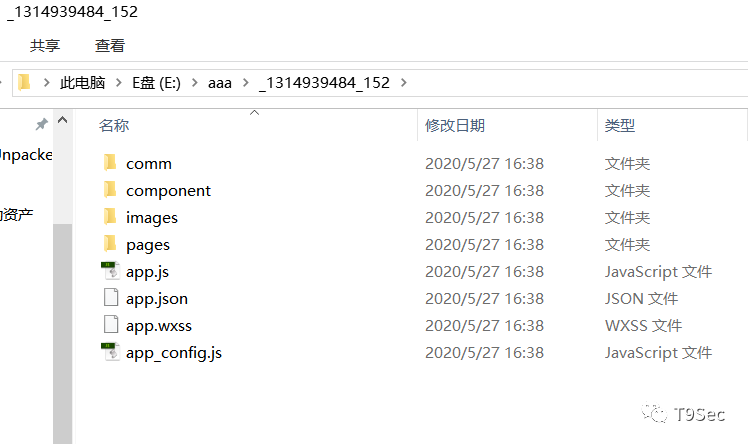 _1314939484_152
共享 查看
此电脑 E盘 (E:) aaa _1314939484_152
名称 修改日期 类型
comm 2020/5/27 16:38 文件夹
component 2020/5/27 16:38 文件夹
images 2020/5/27 16:38 文件夹
pages 2020/5/27 16:38 文件夹
app.js 2020/5/27 16:38 JavaScript 文件
app.json 2020/5/27 16:38 JSON 文件
app.wxss 2020/5/27 16:38 WXSS 文件
app_config.js 2020/5/27 16:38 JavaScript 文件
T9Sec